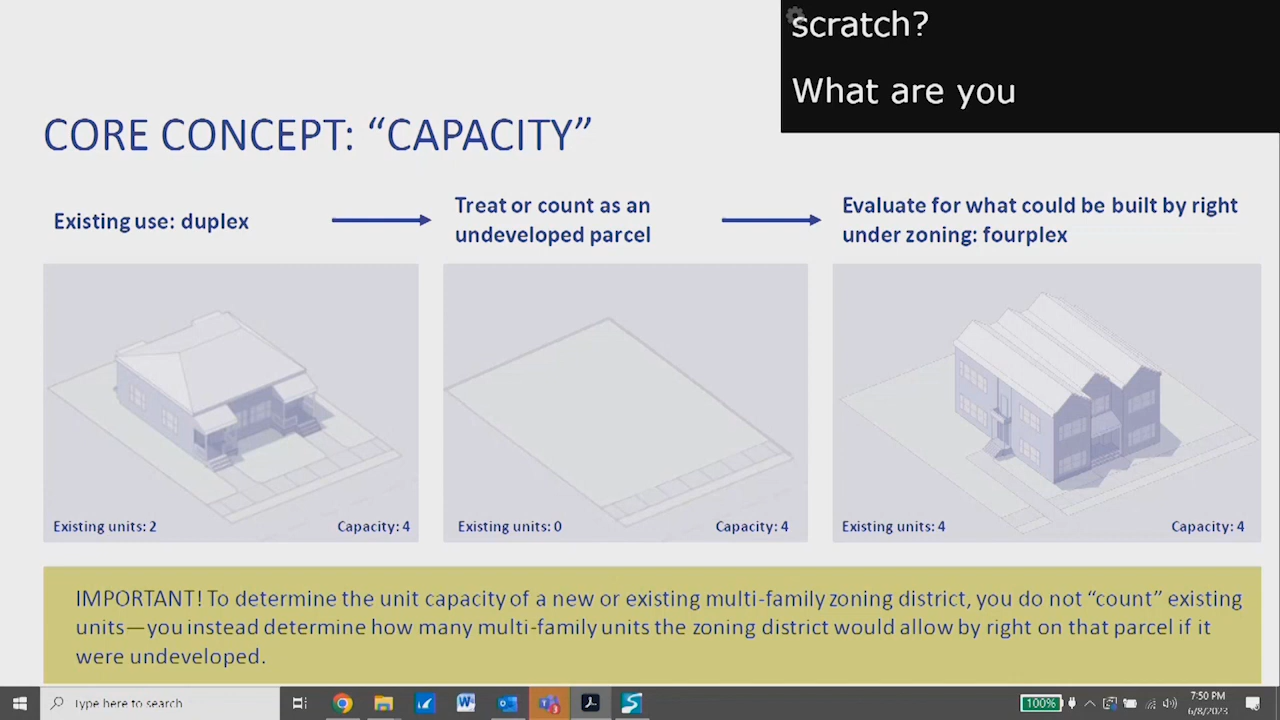 scratch?
What are you
CORE CONCEPT: “CAPACITY”
Existing use: duplex
Treat or count as an
undeveloped parcel
Evaluate for what could be built by right
under zoning: fourplex
Existing units: 2
Capacity: 4
Existing units: 0
Capacity: 4
Existing units: 4
Capacity: 4
IMPORTANT! To determine the unit capacity of a new or existing multi-family zoning district, you do not “count” existing
units—you instead determine how many multi-family units the zoning district would allow by right on that parcel if it
were undeveloped.
Type here to search
100%
7:50 PM
6/8/2023